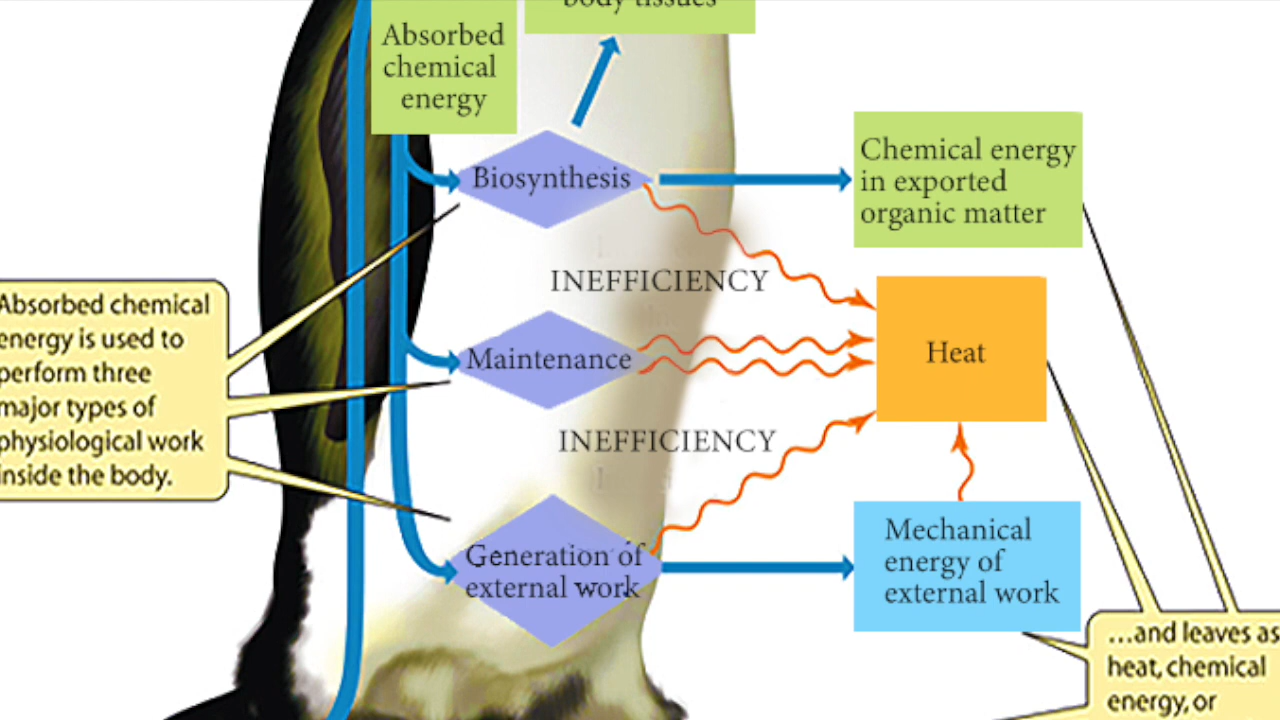 body tissues
Absorbed
chemical
energy
Biosynthesis
Chemical energy
in exported
organic matter
INEFFICIENCY
Absorbed chemical
energy is used to
perform three
major types of
physiological work
inside the body.
Maintenance
Heat
INEFFICIENCY
Generation of
external work
Mechanical
energy of
external work
...and leaves as
heat, chemical
energy, or